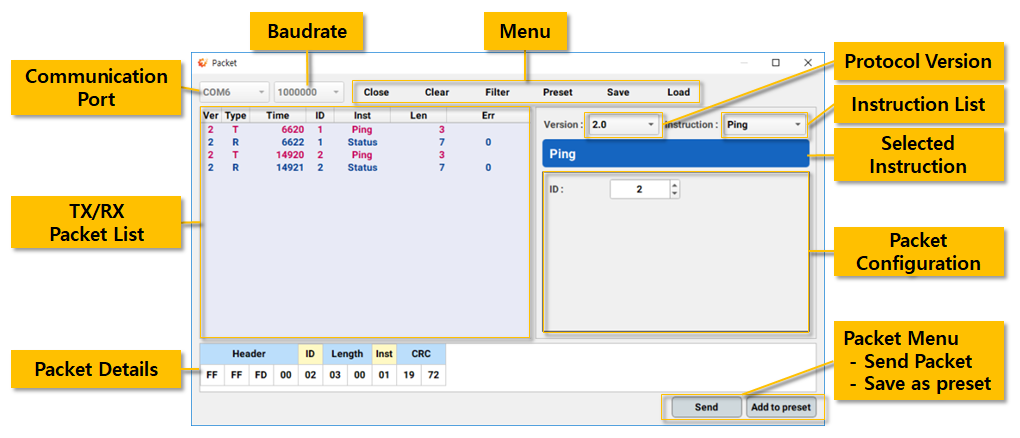 Baudrate
Menu
Communication
Port
Protocol Version
Instruction List
Selected
Instruction
TX/RX
Packet List
Packet
Configuration
Packet Details
Packet Menu
- Send Packet
- Save as preset
Packet
COM6 1000000 Close Clear Filter Preset Save Load
Ver Type Time ID Inst Len Err
2 T 6620 1 Ping 3
2 R 6622 1 Status 7 0
2 T 14920 2 Ping 3
2 R 14921 2 Status 7 0
Version : 2.0 Instruction : Ping
Ping
ID : 2
Header ID Length Inst CRC
FF FF FD 00 02 03 00 01 19 72
Send Add to preset